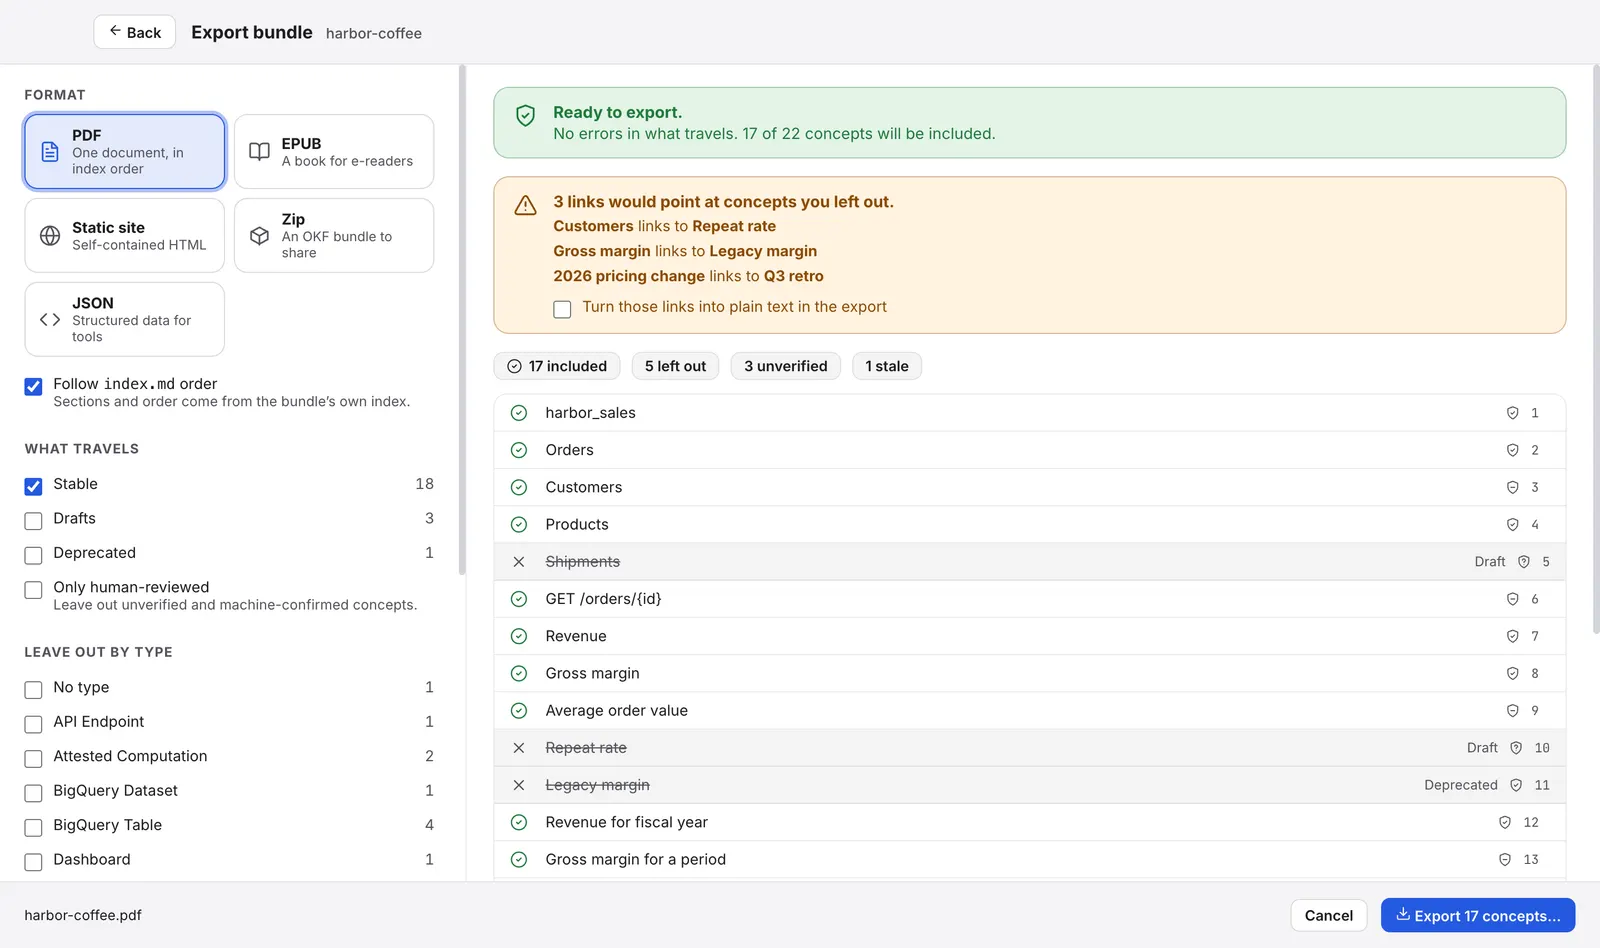 Back
Export bundle harbor-coffee
FORMAT
PDF
One document, in
index order
EPUB
A book for e-readers
Static site
Self-contained HTML
Zip
An OKF bundle to
share
JSON
Structured data for
tools
Follow index.md order
Sections and order come from the bundle’s own index.
WHAT TRAVELS
Stable 18
Drafts 3
Deprecated 1
Only human-reviewed
Leave out unverified and machine-confirmed concepts.
LEAVE OUT BY TYPE
No type 1
API Endpoint 1
Attested Computation 2
BigQuery Dataset 1
BigQuery Table 4
Dashboard 1
Ready to export.
No errors in what travels. 17 of 22 concepts will be included.
3 links would point at concepts you left out.
Customers links to Repeat rate
Gross margin links to Legacy margin
2026 pricing change links to Q3 retro
Turn those links into plain text in the export
17 included 5 left out 3 unverified 1 stale
harbor_sales 1
Orders 2
Customers 3
Products 4
Shipments Draft 5
GET /orders/{id} 6
Revenue 7
Gross margin 8
Average order value 9
Repeat rate Draft 10
Legacy margin Deprecated 11
Revenue for fiscal year 12
Gross margin for a period 13
harbor-coffee.pdf
Cancel
Export 17 concepts...